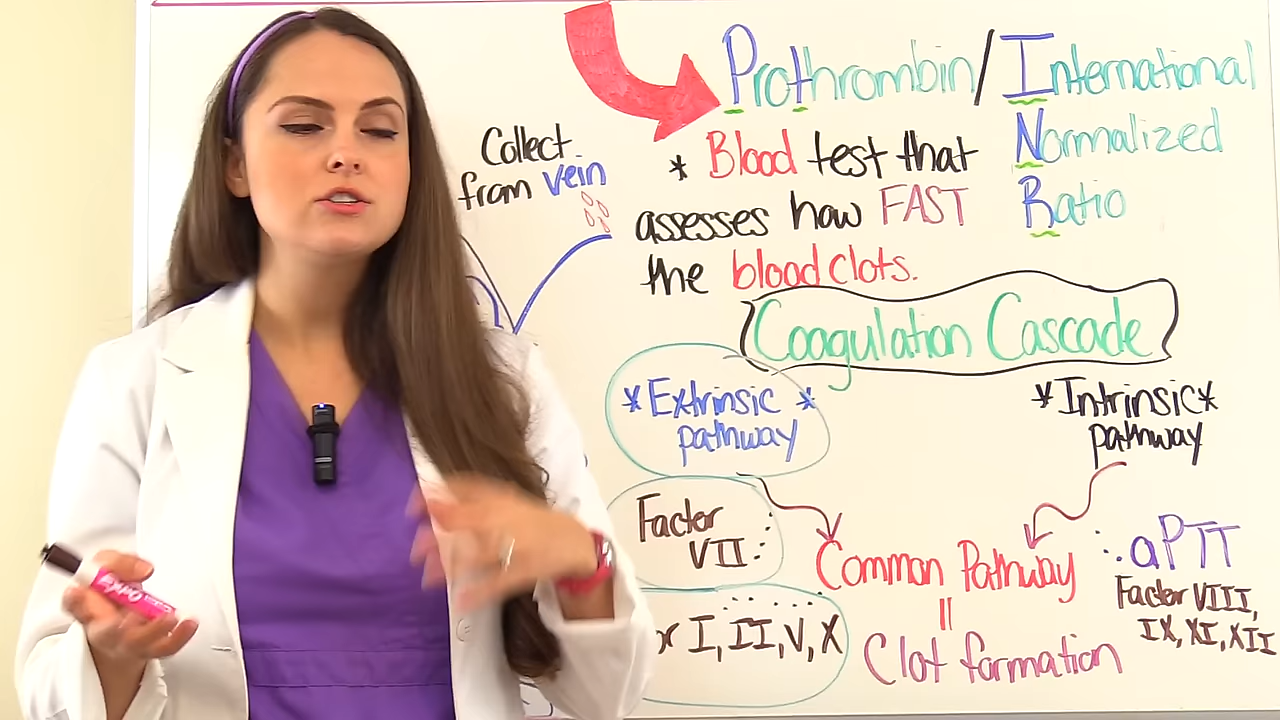 Prothrombin/International
Normalized
Ratio
Collect
from vein
* Blood test that
assesses how FAST
the blood clots.
Coagulation Cascade
*Extrinsic *
pathway
*Intrinsic*
pathway
Factor
VII
Common Pathway
=
Clot formation
aPTT
Factor VIII,
IX, XI, XII
I, II, V, X